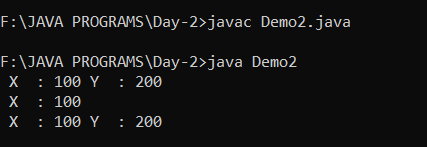 F:\JAVA PROGRAMS\Day-2>javac Demo2.java
F:\JAVA PROGRAMS\Day-2>java Demo2
X  : 100 Y  : 200
X  : 100
X  : 100 Y  : 200